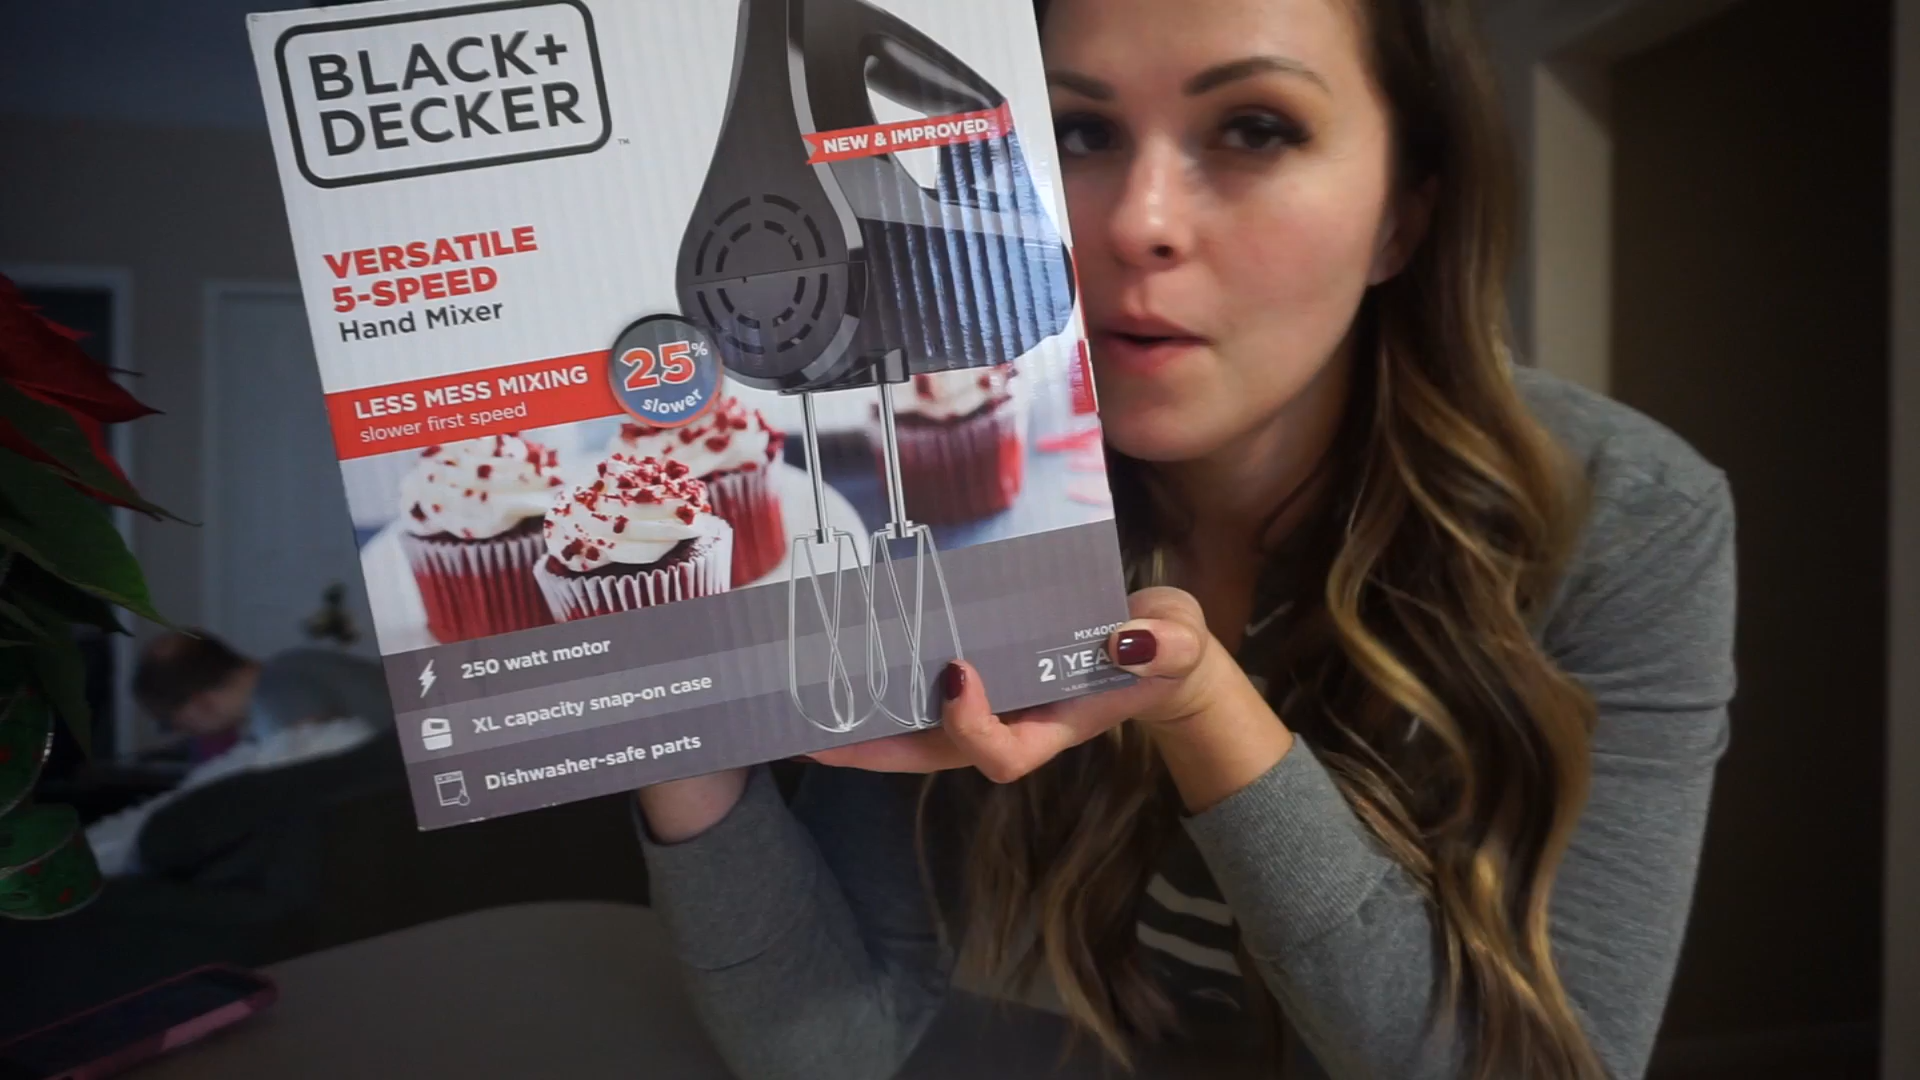 BLACK+
DECKER
™
NEW & IMPROVED
VERSATILE
5-SPEED
Hand Mixer
25%
slower
LESS MESS MIXING
slower first speed
250 watt motor
XL capacity snap-on case
Dishwasher-safe parts
2